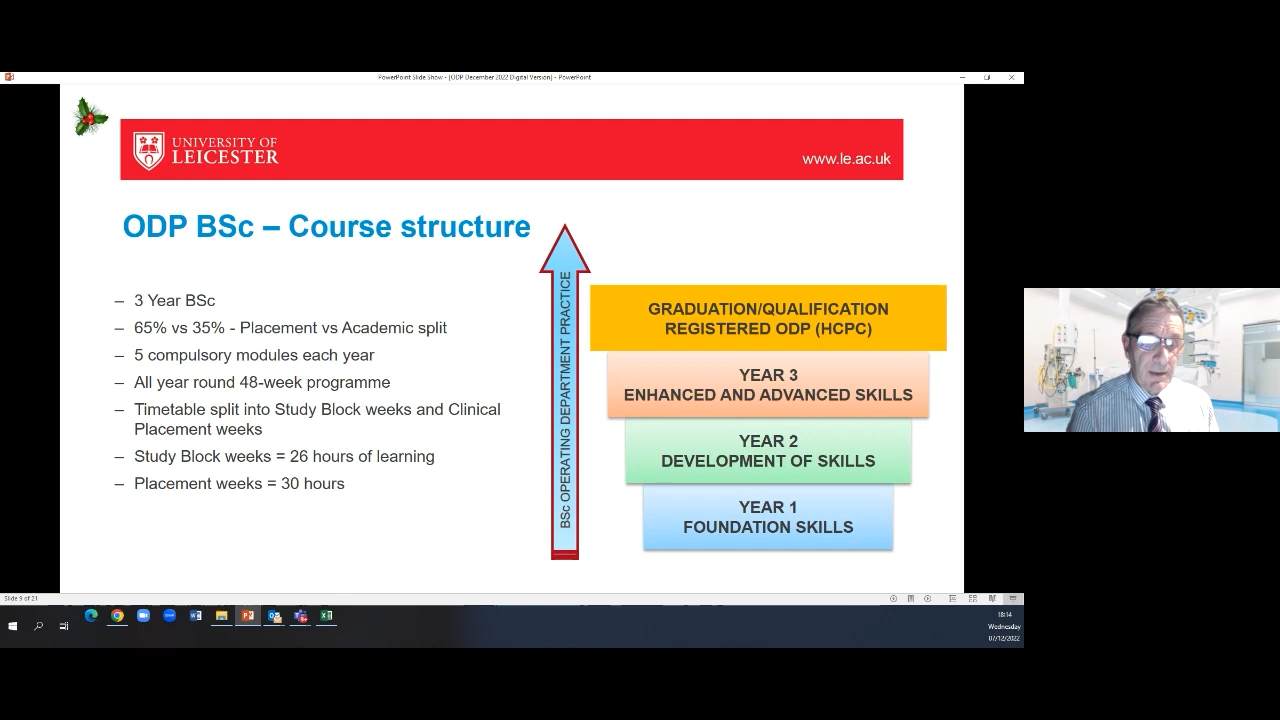 PowerPoint Slide Show - [ODP December 2022 Digital Version] - PowerPoint
UNIVERSITY OF
LEICESTER
www.le.ac.uk
ODP BSc – Course structure
– 3 Year BSc
– 65% vs 35% - Placement vs Academic split
– 5 compulsory modules each year
– All year round 48-week programme
– Timetable split into Study Block weeks and Clinical
Placement weeks
– Study Block weeks = 26 hours of learning
– Placement weeks = 30 hours
BSc OPERATING DEPARTMENT PRACTICE
GRADUATION/QUALIFICATION
REGISTERED ODP (HCPC)
YEAR 3
ENHANCED AND ADVANCED SKILLS
YEAR 2
DEVELOPMENT OF SKILLS
YEAR 1
FOUNDATION SKILLS
Slide 9 of 21
18:14
Wednesday
07/12/2022